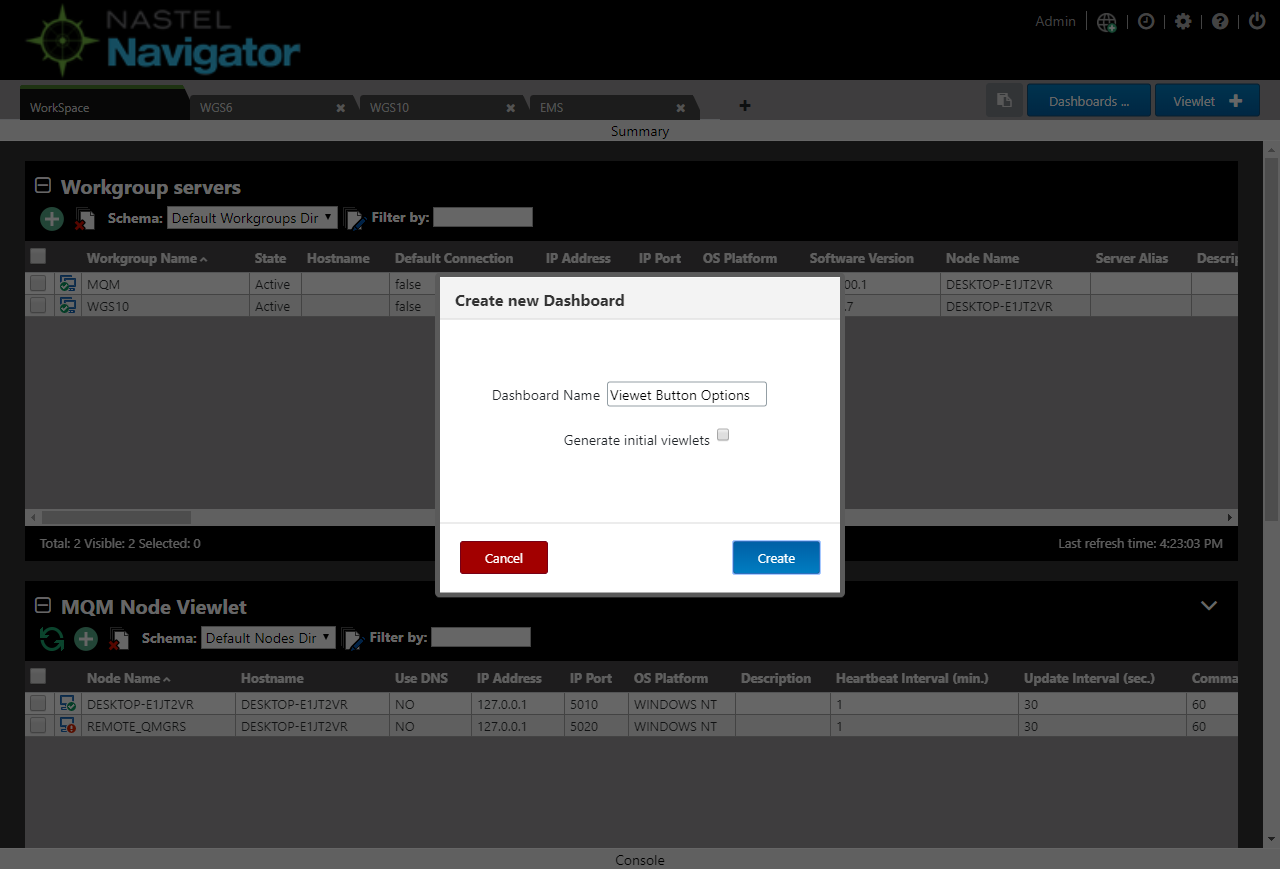 NASTEL
Navigator
Admin
WorkSpace
WGS6
WGS10
EMS
Dashboards ...
Viewlet
Summary
Workgroup servers
Schema: Default Workgroups Dir Filter by:
Workgroup Name State Hostname Default Connection IP Address IP Port OS Platform Software Version Node Name Server Alias Descrip
MQM Active false 00.1 DESKTOP-E1JT2VR
WGS10 Active false .7 DESKTOP-E1JT2VR
Create new Dashboard
Dashboard Name Viewet Button Options
Generate initial viewlets
Cancel Create
Total: 2 Visible: 2 Selected: 0 Last refresh time: 4:23:03 PM
MQM Node Viewlet
Schema: Default Nodes Dir Filter by:
Node Name Hostname Use DNS IP Address IP Port OS Platform Description Heartbeat Interval (min.) Update Interval (sec.) Comma
DESKTOP-E1JT2VR DESKTOP-E1JT2VR NO 127.0.0.1 5010 WINDOWS NT 1 30 60
REMOTE_QMGRS DESKTOP-E1JT2VR NO 127.0.0.1 5020 WINDOWS NT 1 30 60
Console